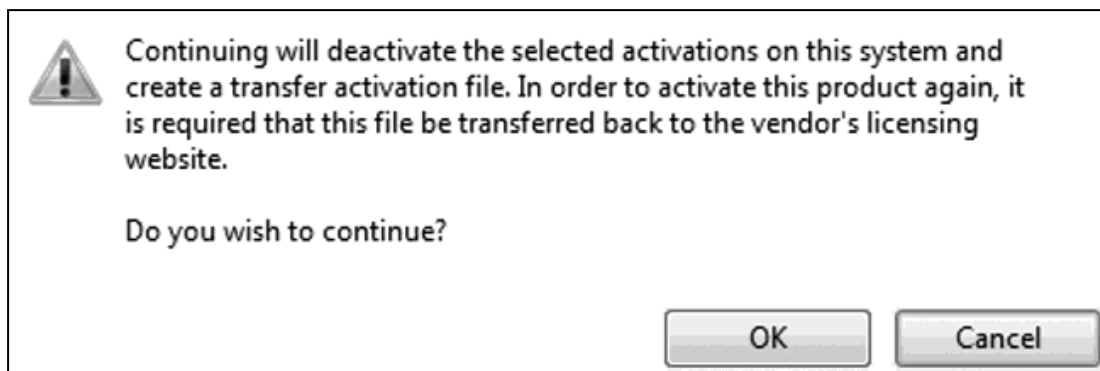 Continuing will deactivate the selected activations on this system and
create a transfer activation file. In order to activate this product again, it
is required that this file be transferred back to the vendor's licensing
website.
Do you wish to continue?
OK
Cancel